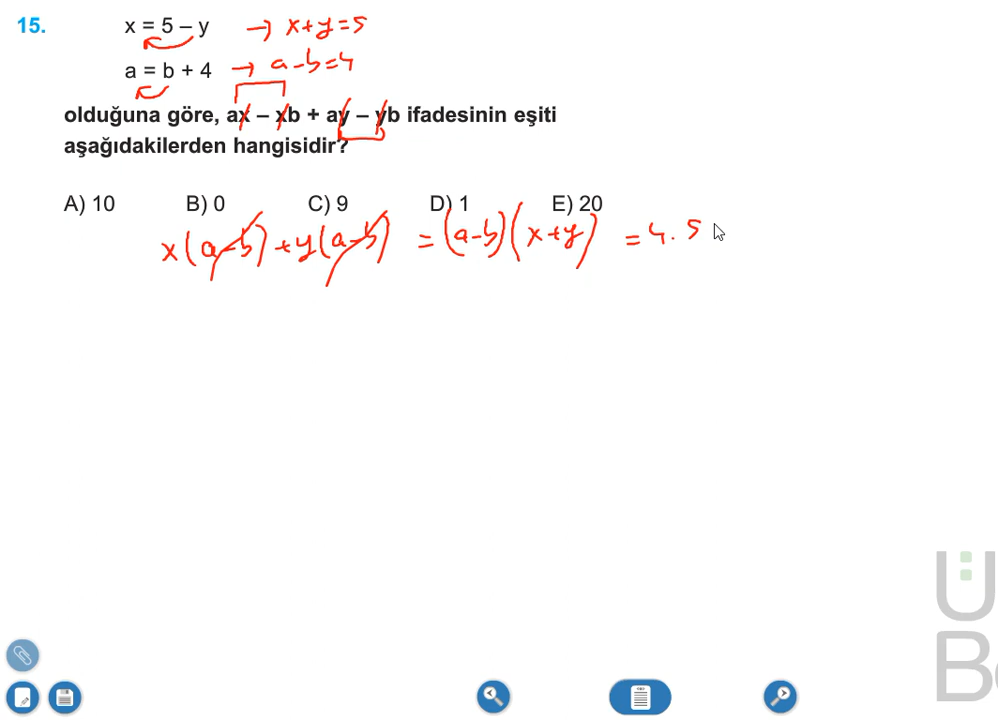 15. x = 5 – y → x+y=5
a = b + 4 → a-b=4
olduğuna göre, ax – xb + ay – yb ifadesinin eşiti
aşağıdakilerden hangisidir?
A) 10 B) 0 C) 9 D) 1 E) 20
x(a-b)+y(a-b) = (a-b)(x+y) = 4.5